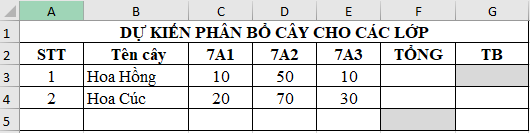 A B C D E F G
1 DỰ KIẾN PHÂN BỔ CÂY CHO CÁC LỚP
2 STT Tên cây 7A1 7A2 7A3 TỔNG TB
3 1 Hoa Hồng 10 50 10
4 2 Hoa Cúc 20 70 30
5